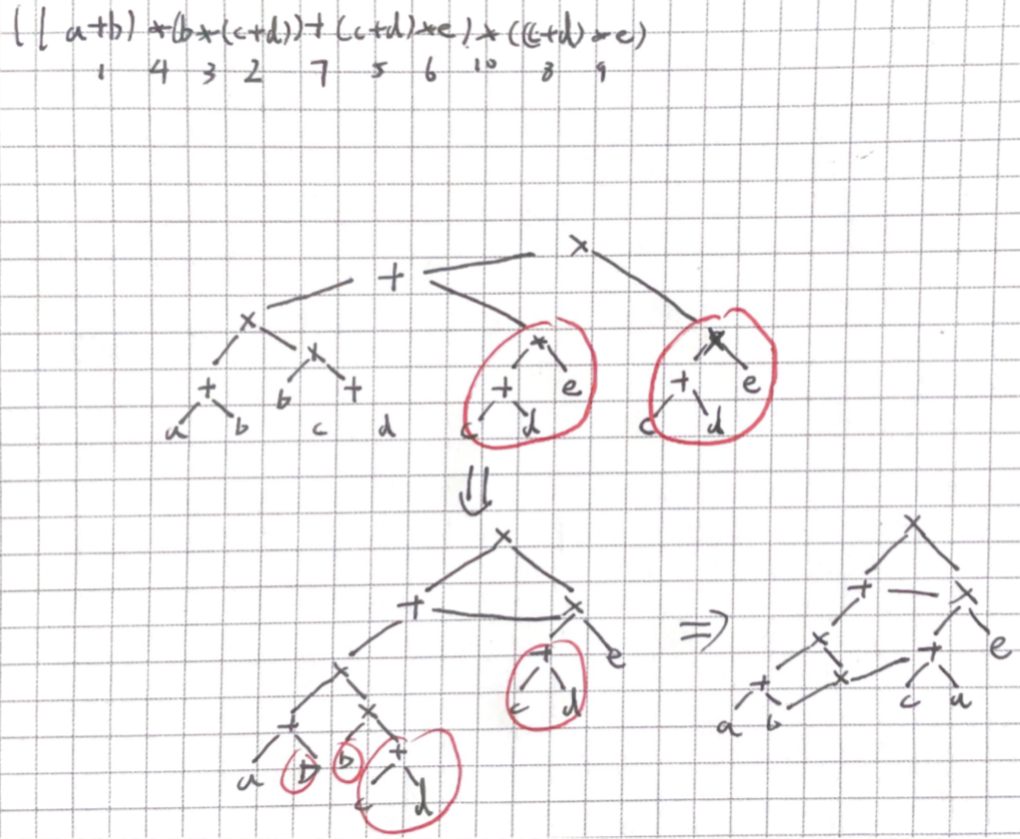 ((a+b)*(b*(c+d))+(c+d)*e)*((c+d)*e)
1 4 3 2 7 5 6 10 8 9
×
+
×
* ×
× + + e
+ b + c d c d e
a b c d
⇓
×
+ ×
+ e
× c d
+ ×
a b b +
c d
⇒
×
+ ×
× + e
+ × c d
a b